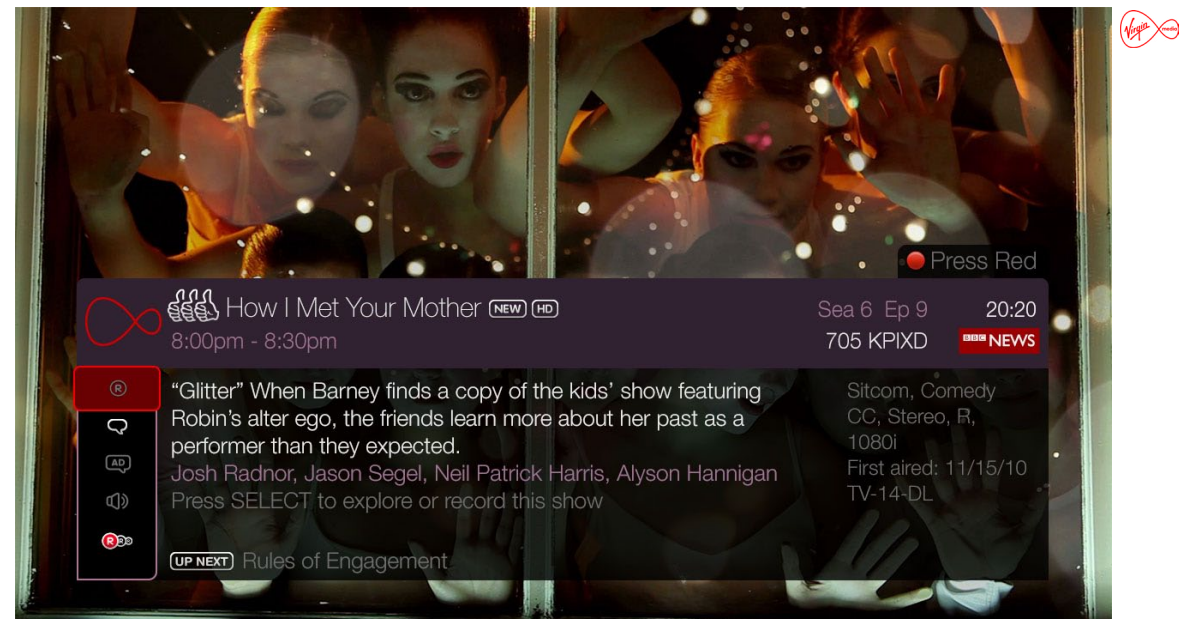 Virgin media
Press Red
How I Met Your Mother NEW HD
Sea 6 Ep 9 20:20
8:00pm - 8:30pm
705 KPIXD BBC NEWS
R
“Glitter” When Barney finds a copy of the kids’ show featuring
Robin’s alter ego, the friends learn more about her past as a
performer than they expected.
Josh Radnor, Jason Segel, Neil Patrick Harris, Alyson Hannigan
Press SELECT to explore or record this show
Sitcom, Comedy
CC, Stereo, R,
1080i
First aired: 11/15/10
TV-14-DL
AD
R
UP NEXT Rules of Engagement